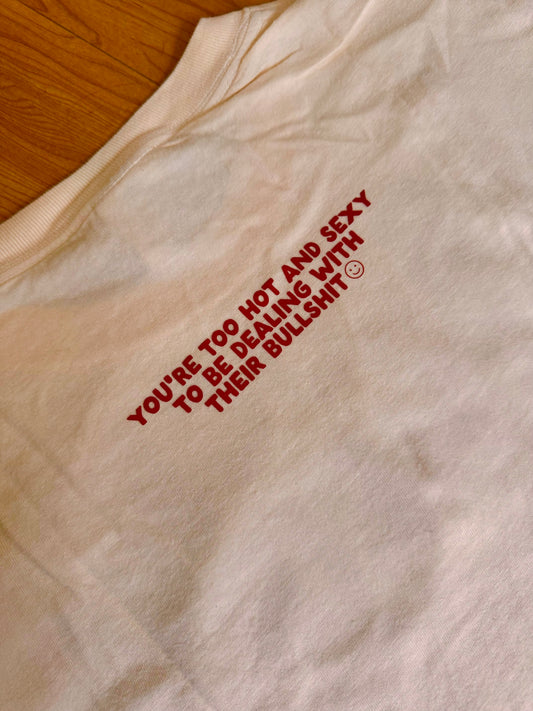 YOU'RE TOO HOT AND SEXY
TO BE DEALING WITH
THEIR BULLSHIT